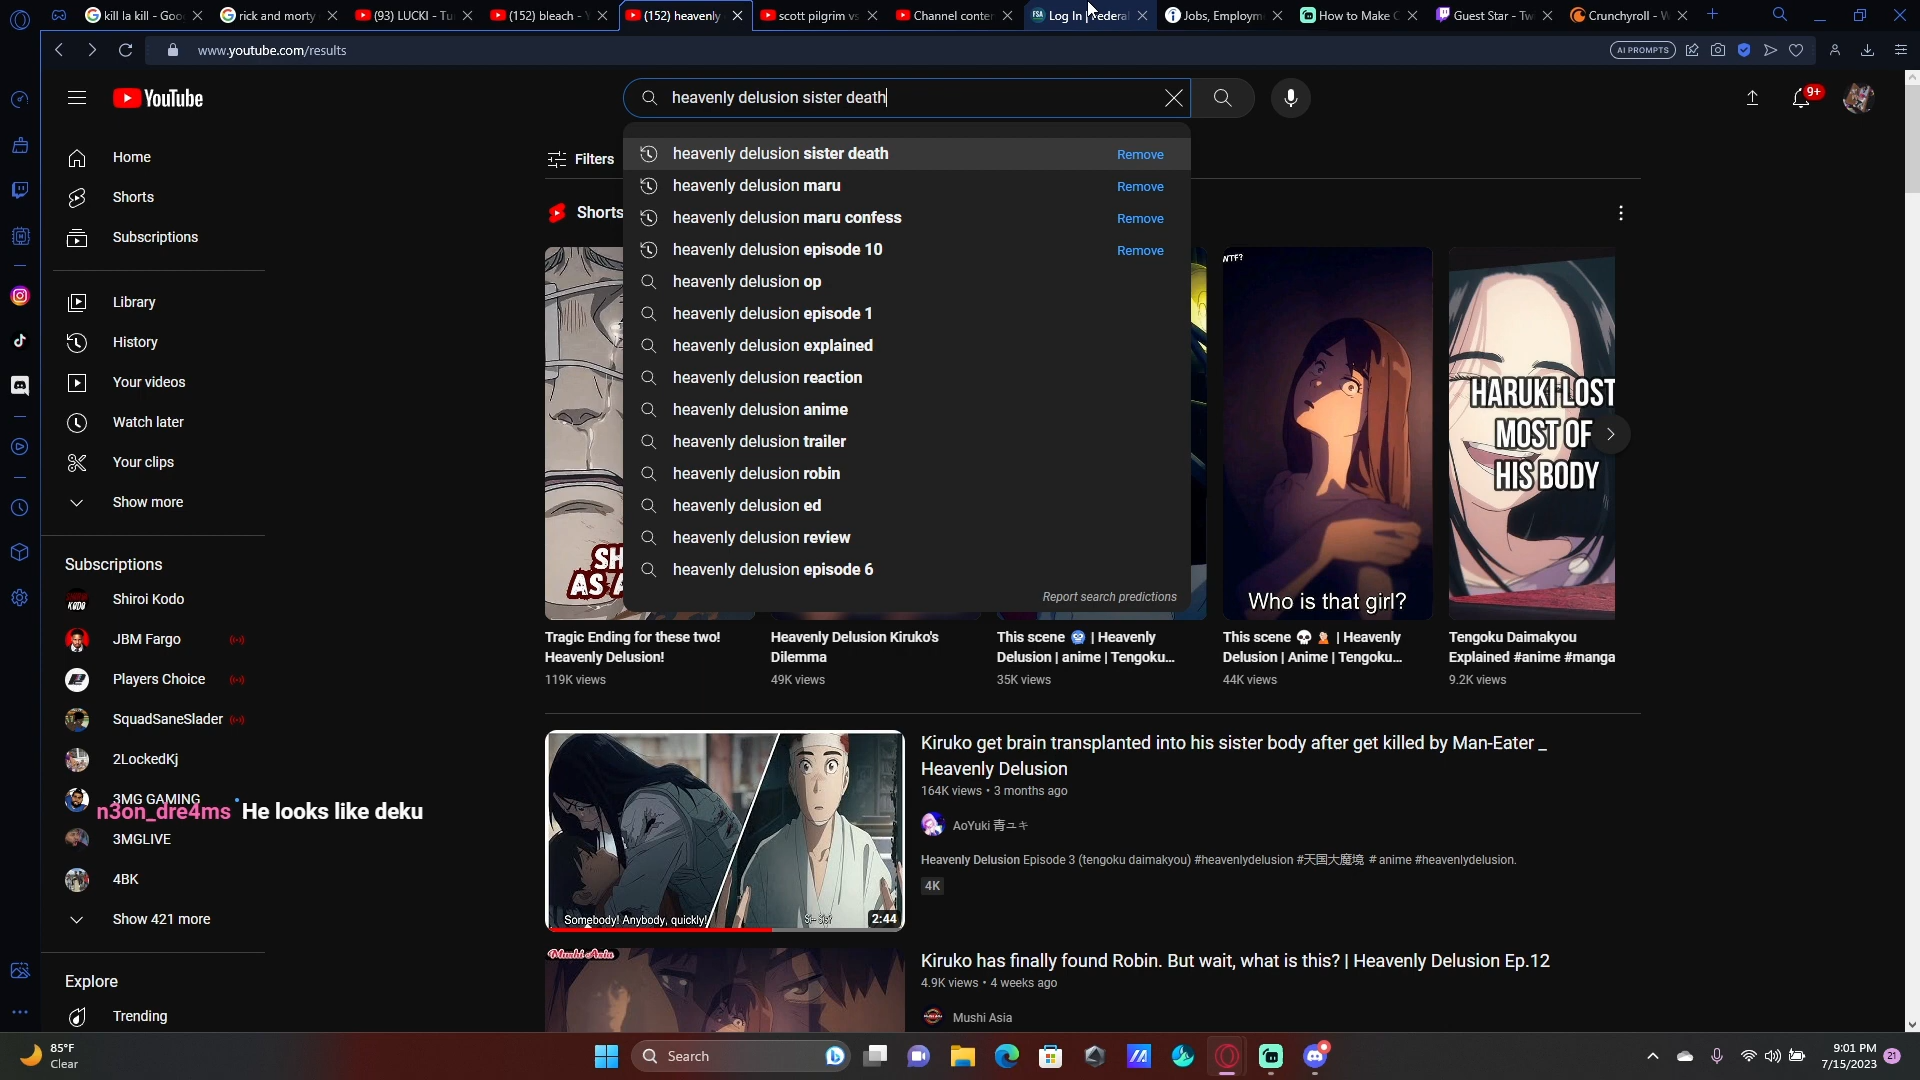 kill la kill - Goo
rick and morty
(93) LUCKI - Tu
(152) bleach - Y
(152) heavenly
scott pilgrim vs
Channel conten
Log In | Federal
Jobs, Employm
How to Make C
Guest Star - Tw
Crunchyroll - W
www.youtube.com/results
AI PROMPTS
YouTube
heavenly delusion sister death
9+
Home
Shorts
Subscriptions
Library
History
Your videos
Watch later
Your clips
Show more
Subscriptions
Shiroi Kodo
JBM Fargo
Players Choice
SquadSaneSlader
2LockedKj
3MG GAMING
n3on_dre4ms He looks like deku
3MGLIVE
4BK
Show 421 more
Explore
Trending
Filters
heavenly delusion sister death Remove
heavenly delusion maru Remove
heavenly delusion maru confess Remove
heavenly delusion episode 10 Remove
heavenly delusion op
heavenly delusion episode 1
heavenly delusion explained
heavenly delusion reaction
heavenly delusion anime
heavenly delusion trailer
heavenly delusion robin
heavenly delusion ed
heavenly delusion review
heavenly delusion episode 6
Report search predictions
Shorts
WTF?
Who is that girl?
HARUKI LOST
MOST OF
HIS BODY
Tragic Ending for these two!
Heavenly Delusion!
119K views
Heavenly Delusion Kiruko's
Dilemma
49K views
This scene 🥶 | Heavenly
Delusion | anime | Tengoku...
35K views
This scene 💀 🤦 | Heavenly
Delusion | Anime | Tengoku...
44K views
Tengoku Daimakyou
Explained #anime #manga
9.2K views
Somebody! Anybody, quickly!
Si– Sis?
2:44
Kiruko get brain transplanted into his sister body after get killed by Man-Eater _
Heavenly Delusion
164K views • 3 months ago
AoYuki 青ユキ
Heavenly Delusion Episode 3 (tengoku daimakyou) #heavenlydelusion #天国大魔境 # anime #heavenlydelusion.
4K
Mushi Asia
Kiruko has finally found Robin. But wait, what is this? | Heavenly Delusion Ep.12
4.9K views • 4 weeks ago
Mushi Asia
85°F
Clear
Search
9:01 PM
7/15/2023
21